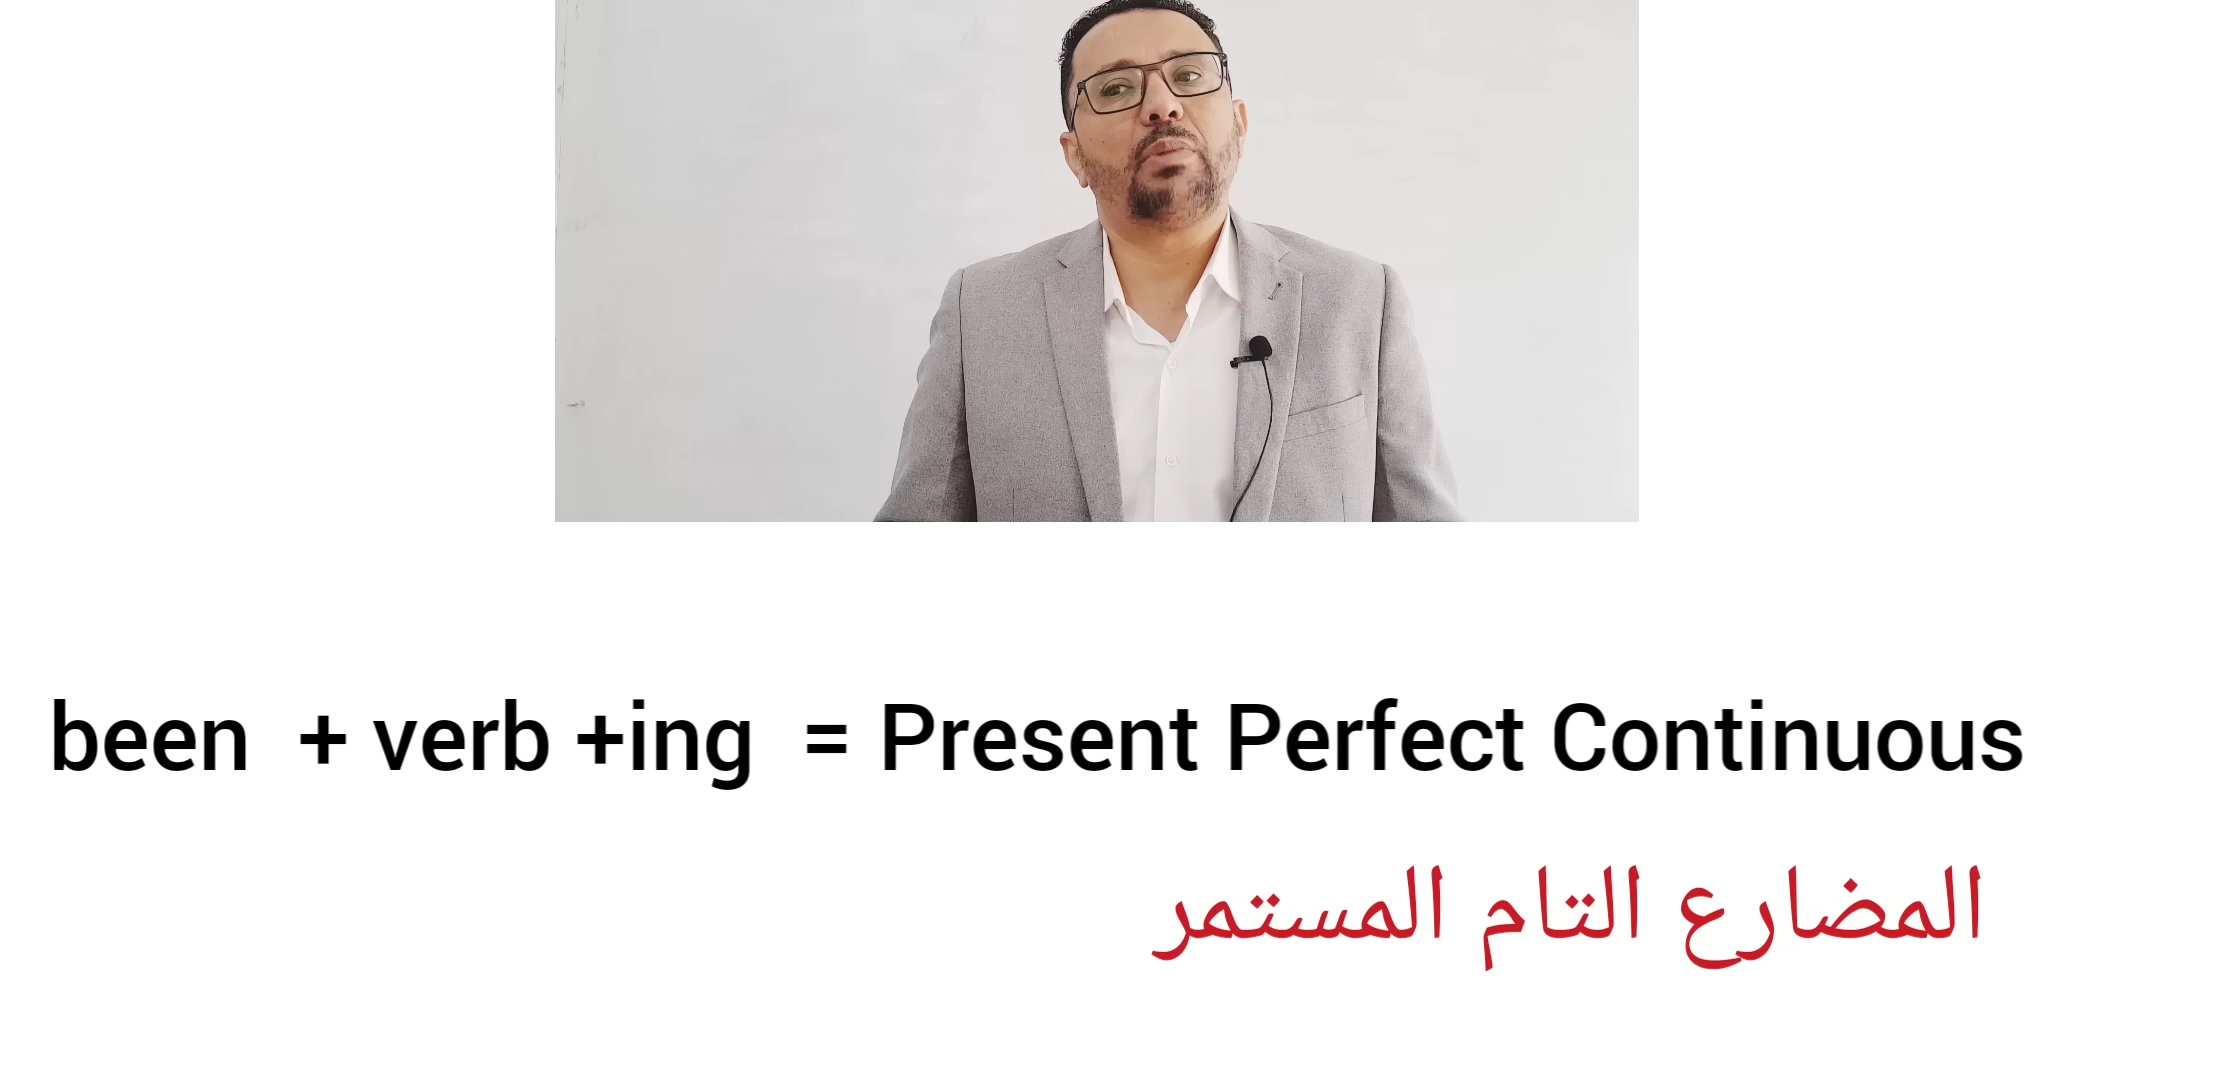 been + verb +ing = Present Perfect Continuous
المضارع التام المستمر